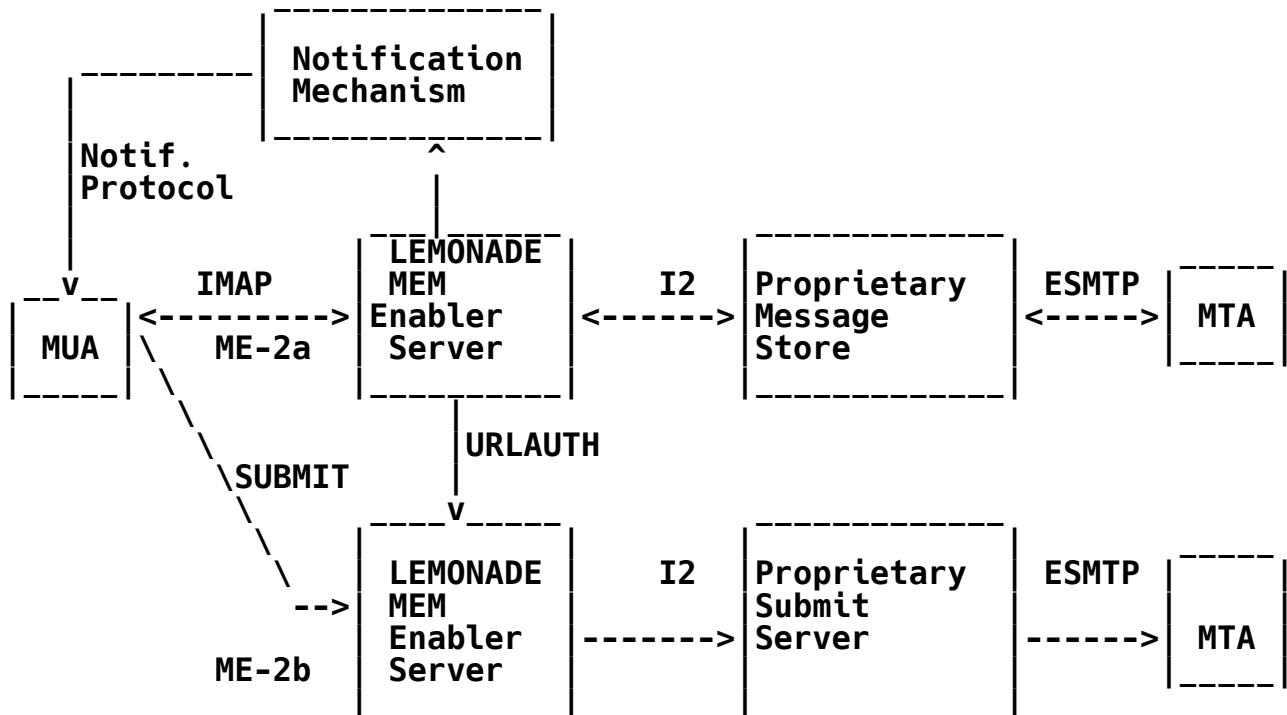 Notification
Mechanism
Notif.
Protocol
LEMONADE
IMAP MEM I2 Proprietary ESMTP
Enabler Message MTA
MUA ME-2a Server Store
URLAUTH
SUBMIT
LEMONADE I2 Proprietary ESMTP
MEM Submit
Enabler Server MTA
ME-2b Server